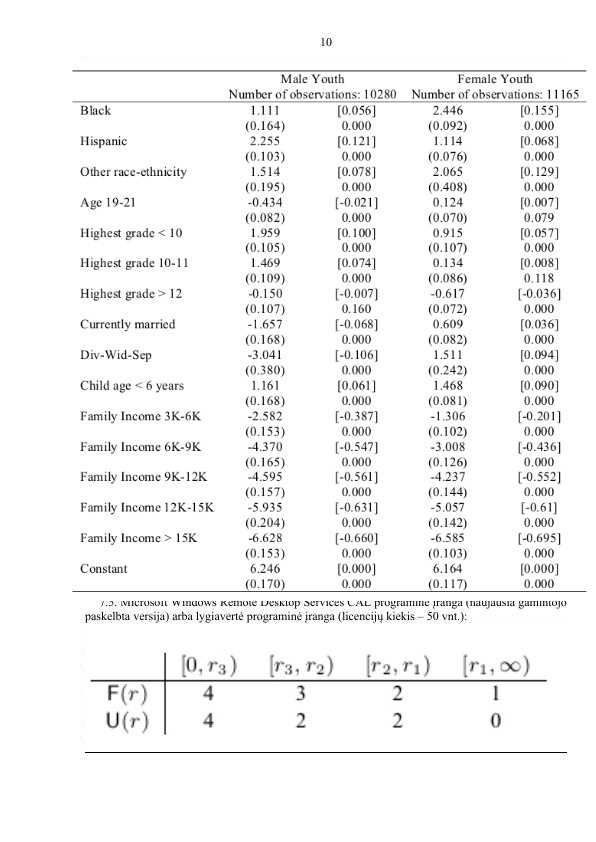 10
Male Youth Female Youth
Number of observations: 10280 Number of observations: 11165
Black 1.111 [0.056] 2.446 [0.155]
(0.164) 0.000 (0.092) 0.000
Hispanic 2.255 [0.121] 1.114 [0.068]
(0.103) 0.000 (0.076) 0.000
Other race-ethnicity 1.514 [0.078] 2.065 [0.129]
(0.195) 0.000 (0.408) 0.000
Age 19-21 -0.434 [-0.021] 0.124 [0.007]
(0.082) 0.000 (0.070) 0.079
Highest grade < 10 1.959 [0.100] 0.915 [0.057]
(0.105) 0.000 (0.107) 0.000
Highest grade 10-11 1.469 [0.074] 0.134 [0.008]
(0.109) 0.000 (0.086) 0.118
Highest grade > 12 -0.150 [-0.007] -0.617 [-0.036]
(0.107) 0.160 (0.072) 0.000
Currently married -1.657 [-0.068] 0.609 [0.036]
(0.168) 0.000 (0.082) 0.000
Div-Wid-Sep -3.041 [-0.106] 1.511 [0.094]
(0.380) 0.000 (0.242) 0.000
Child age < 6 years 1.161 [0.061] 1.468 [0.090]
(0.168) 0.000 (0.081) 0.000
Family Income 3K-6K -2.582 [-0.387] -1.306 [-0.201]
(0.153) 0.000 (0.102) 0.000
Family Income 6K-9K -4.370 [-0.547] -3.008 [-0.436]
(0.165) 0.000 (0.126) 0.000
Family Income 9K-12K -4.595 [-0.561] -4.237 [-0.552]
(0.157) 0.000 (0.144) 0.000
Family Income 12K-15K -5.935 [-0.631] -5.057 [-0.61]
(0.204) 0.000 (0.142) 0.000
Family Income > 15K -6.628 [-0.660] -6.585 [-0.695]
(0.153) 0.000 (0.103) 0.000
Constant 6.246 [0.000] 6.164 [0.000]
(0.170) 0.000 (0.117) 0.000
7.5. Microsoft Windows Remote Desktop Services CAL programinė įranga (naujausia gamintojo
paskelbta versija) arba lygiavertė programinė įranga (licencijų kiekis – 50 vnt.):
[0, r₃) [r₃, r₂) [r₂, r₁) [r₁, ∞)
F(r) 4 3 2 1
U(r) 4 2 2 0